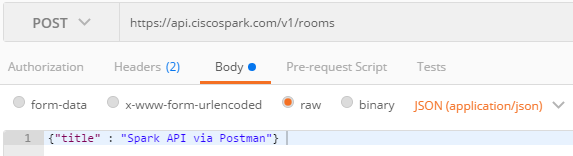 POST https://api.ciscospark.com/v1/rooms
Authorization Headers (2) Body Pre-request Script Tests
form-data x-www-form-urlencoded raw binary JSON (application/json)
1 {"title" : "Spark API via Postman"}